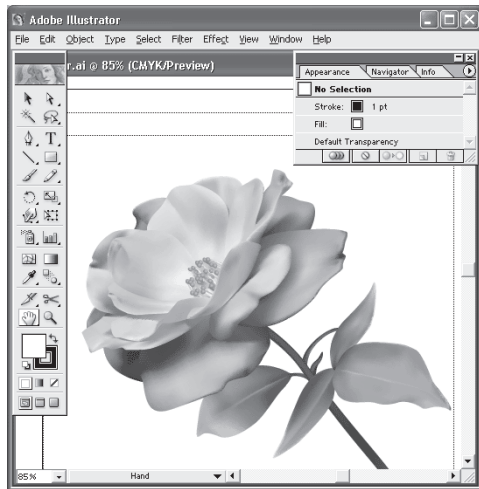 Adobe Illustrator
File Edit Object Type Select Filter Effect View Window Help
r.ai @ 85% (CMYK/Preview)
Appearance Navigator Info
No Selection
Stroke: 1 pt
Fill:
Default Transparency
T
85% Hand